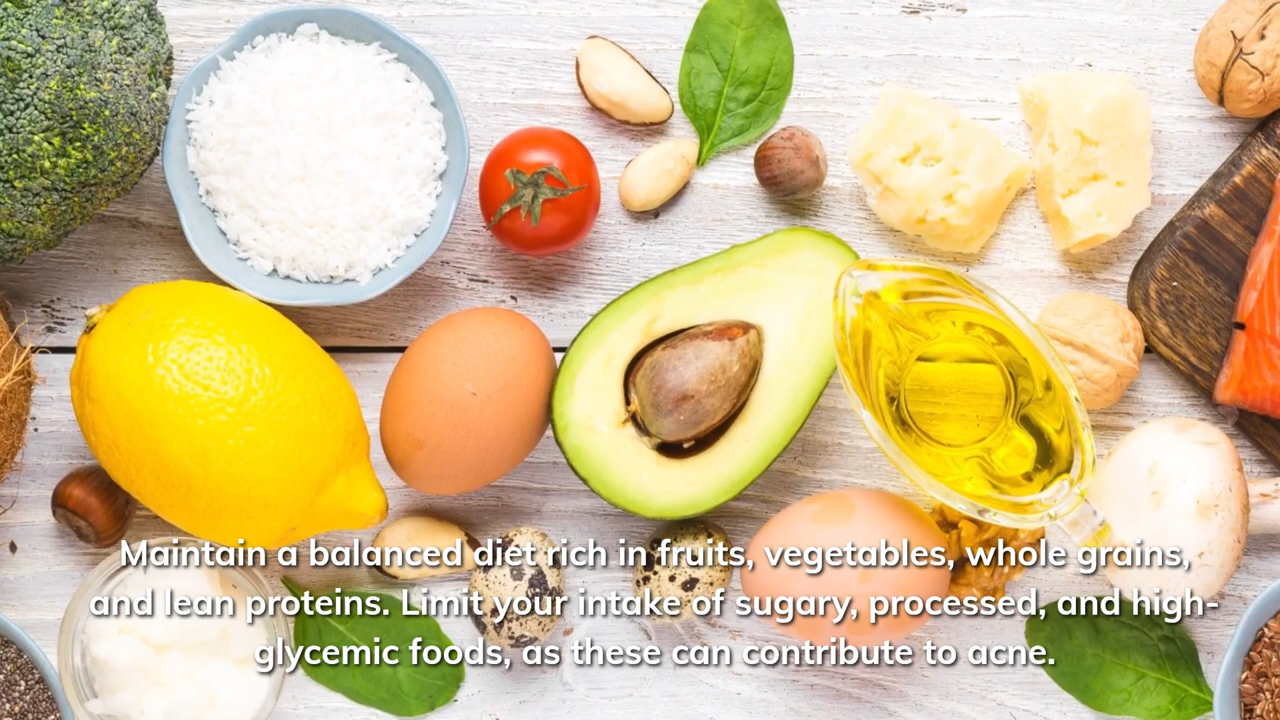 Maintain a balanced diet rich in fruits, vegetables, whole grains,
and lean proteins. Limit your intake of sugary, processed, and high-
glycemic foods, as these can contribute to acne.